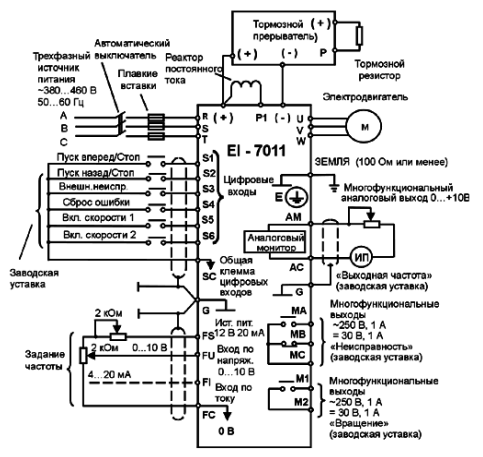 Тормозной
прерыватель
(+)
(+)
(-)
P
Тормозной
резистор
Трехфазный
источник
питания
~380...460 В
50...60 Гц
Автоматический
выключатель
Плавкие
вставки
Реактор
постоянного
тока
Электродвигатель
A
B
C
R
S
T
(+)
P1
(-)
U
V
W
М
EI - 7011
Пуск вперед/Стоп
Пуск назад/Стоп
Внешн.неиспр.
Сброс ошибки
Вкл. скорости 1
Вкл. скорости 2
S1
S2
S3
S4
S5
S6
Цифровые
входы
ЗЕМЛЯ (100 Ом или менее)
E
Многофункциональный
аналоговый выход 0...+10В
AM
Аналоговый
монитор
ИП
AC
G
«Выходная частота»
(заводская уставка)
Заводская
уставка
SC
Общая
клемма
цифровых
входов
G
Многофункциональные
выходы
~250 В, 1 А
= 30 В, 1 А
«Неисправность»
(заводская уставка)
MA
MB
MC
2 кОм
2 кОм
0...10 В
4...20 мА
Задание
частоты
FS
FU
FI
FC
Ист. пит.
12 В 20 мА
Вход по
напряж.
0...10 В
Вход по
току
0 В
M1
M2
Многофункциональные
выходы
~250 В, 1 А
= 30 В, 1 А
«Вращение»
(заводская уставка)